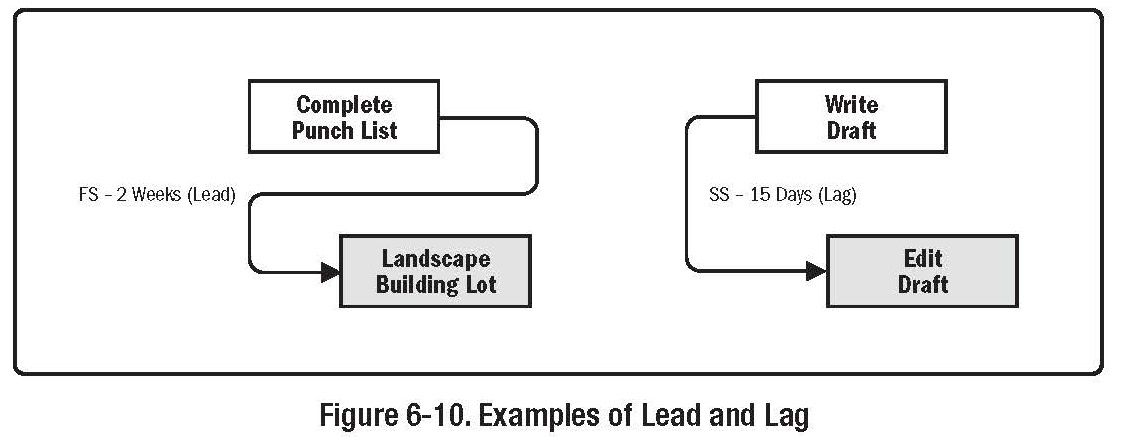 Complete
Punch List
FS – 2 Weeks (Lead)
Landscape
Building Lot
Write
Draft
SS – 15 Days (Lag)
Edit
Draft
Figure 6-10. Examples of Lead and Lag